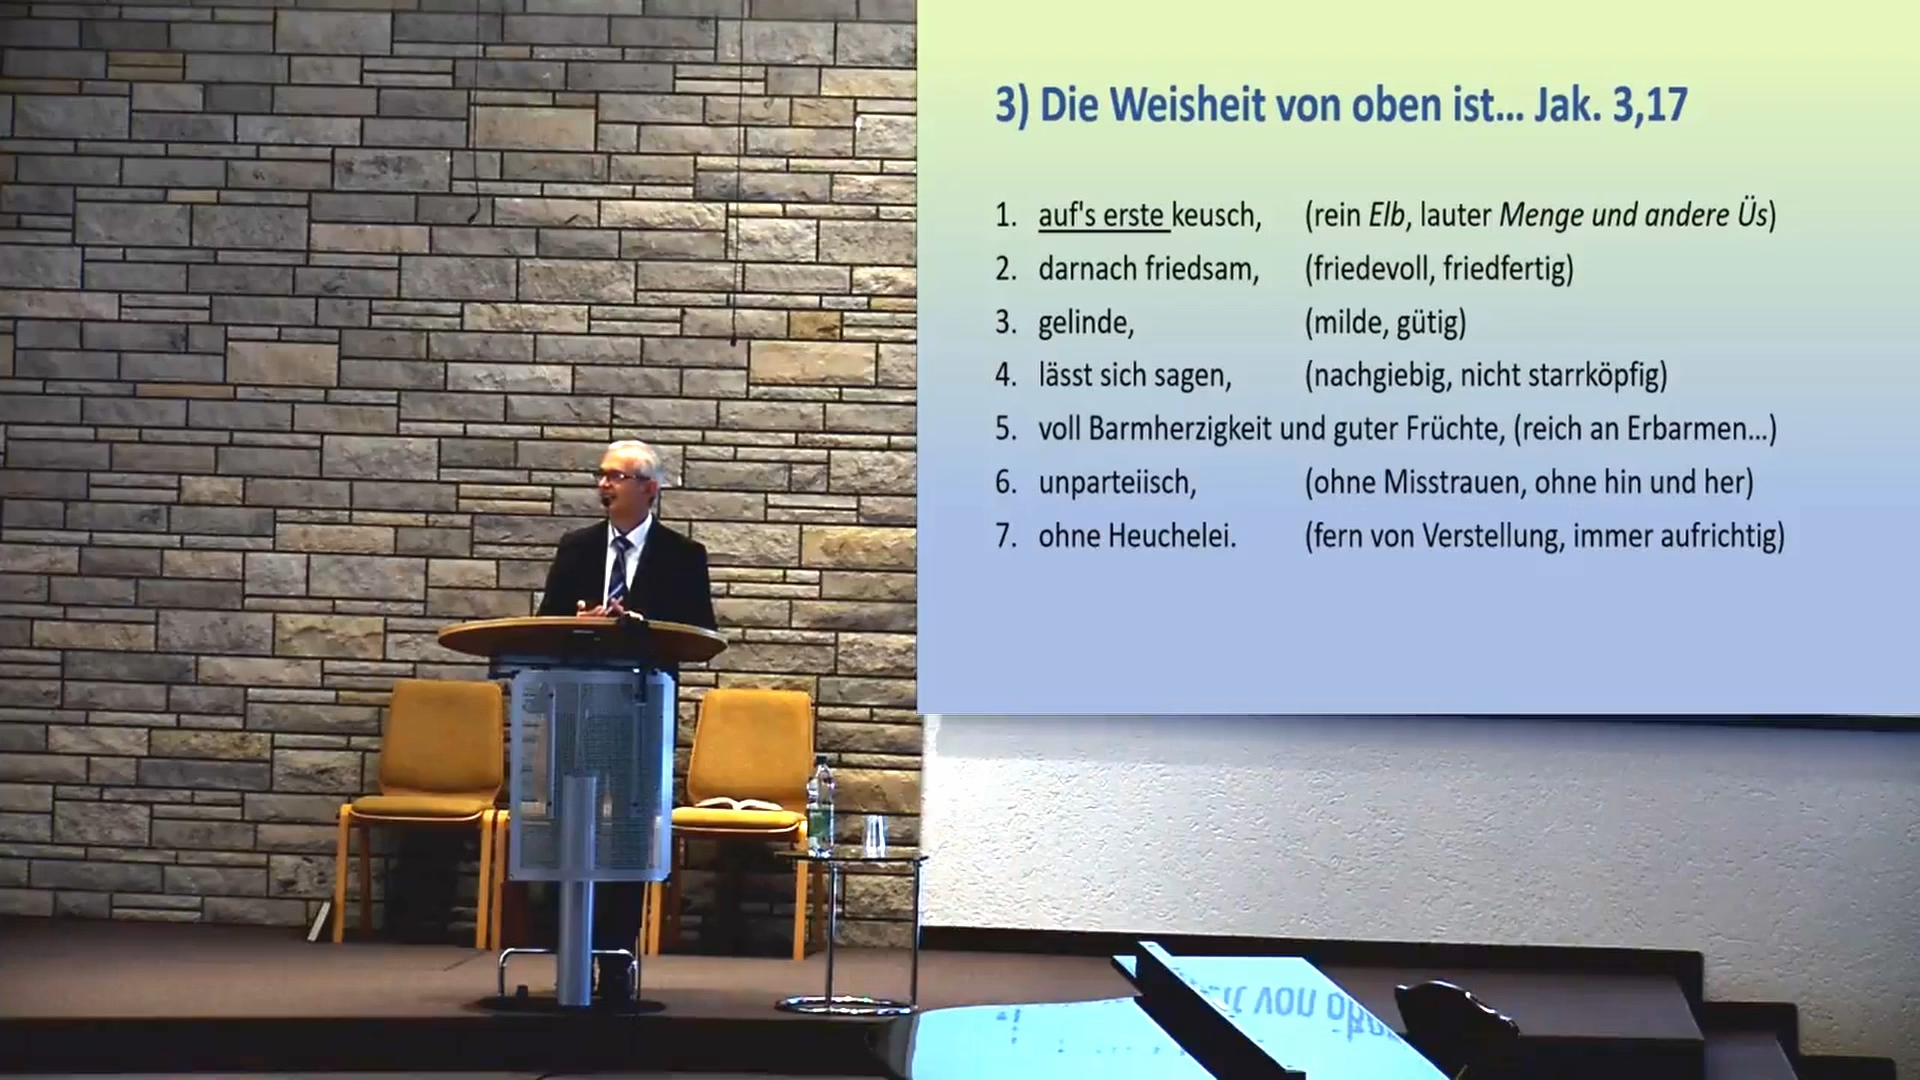 3) Die Weisheit von oben ist... Jak. 3,17
1. auf's erste keusch, (rein Elb, lauter Menge und andere Üs)
2. darnach friedsam, (friedevoll, friedfertig)
3. gelinde, (milde, gütig)
4. lässt sich sagen, (nachgiebig, nicht starrköpfig)
5. voll Barmherzigkeit und guter Früchte, (reich an Erbarmen...)
6. unparteiisch, (ohne Misstrauen, ohne hin und her)
7. ohne Heuchelei. (fern von Verstellung, immer aufrichtig)
von